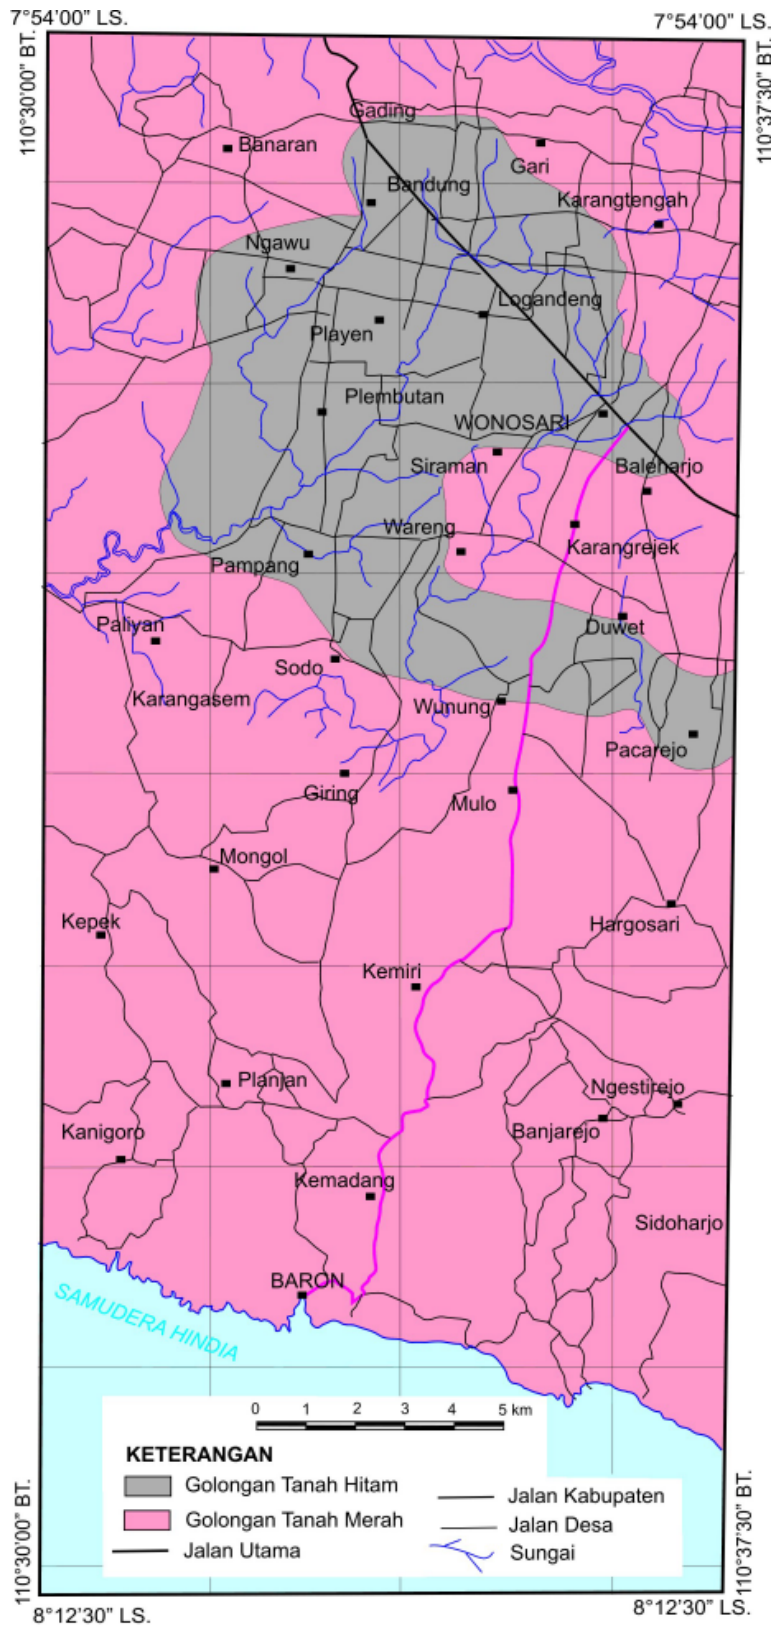 7°54'00" LS.
7°54'00" LS.
110°30'00" BT.
110°37'30" BT.
Gading
Banaran
Gari
Bandung
Karangtengah
Ngawu
Logandeng
Playen
Plembutan
WONOSARI
Siraman
Baleharjo
Wareng
Karangrejek
Pampang
Paliyan
Duwet
Sodo
Karangasem
Wunung
Pacarejo
Giring
Mulo
Mongol
Kepek
Hargosari
Kemiri
Planjan
Ngestirejo
Kanigoro
Banjarejo
Kemadang
Sidoharjo
BARON
SAMUDERA HINDIA
0 1 2 3 4 5 km
KETERANGAN
Golongan Tanah Hitam
Golongan Tanah Merah
Jalan Utama
Jalan Kabupaten
Jalan Desa
Sungai
110°30'00" BT.
110°37'30" BT.
8°12'30" LS.
8°12'30" LS.